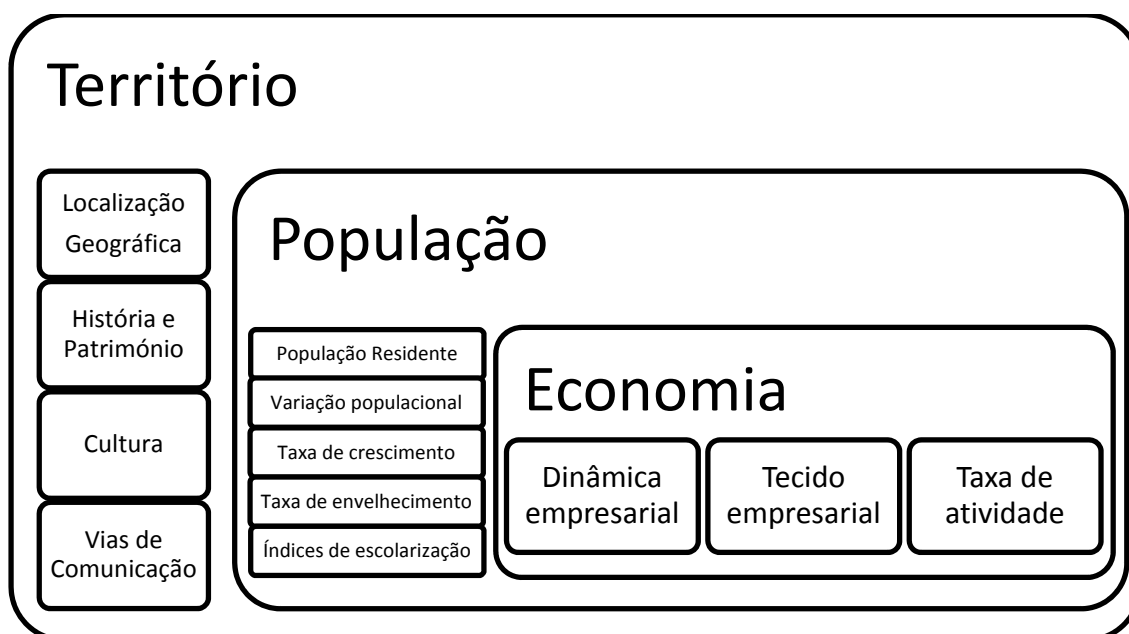 Território
Localização
Geográfica
História e
Património
Cultura
Vias de
Comunicação
População
População Residente
Variação populacional
Taxa de crescimento
Taxa de envelhecimento
Índices de escolarização
Economia
Dinâmica
empresarial
Tecido
empresarial
Taxa de
atividade